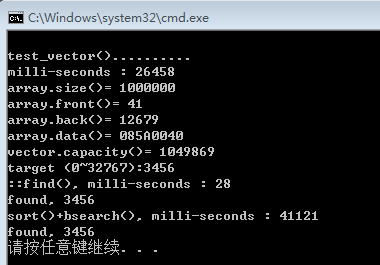 C:\Windows\system32\cmd.exe
test_vector()..........
milli-seconds : 26458
array.size()= 1000000
array.front()= 41
array.back()= 12679
array.data()= 085A0040
vector.capacity()= 1049869
target (0~32767):3456
::find(), milli-seconds : 28
found, 3456
sort()+bsearch(), milli-seconds : 41121
found, 3456
请按任意键继续. . .